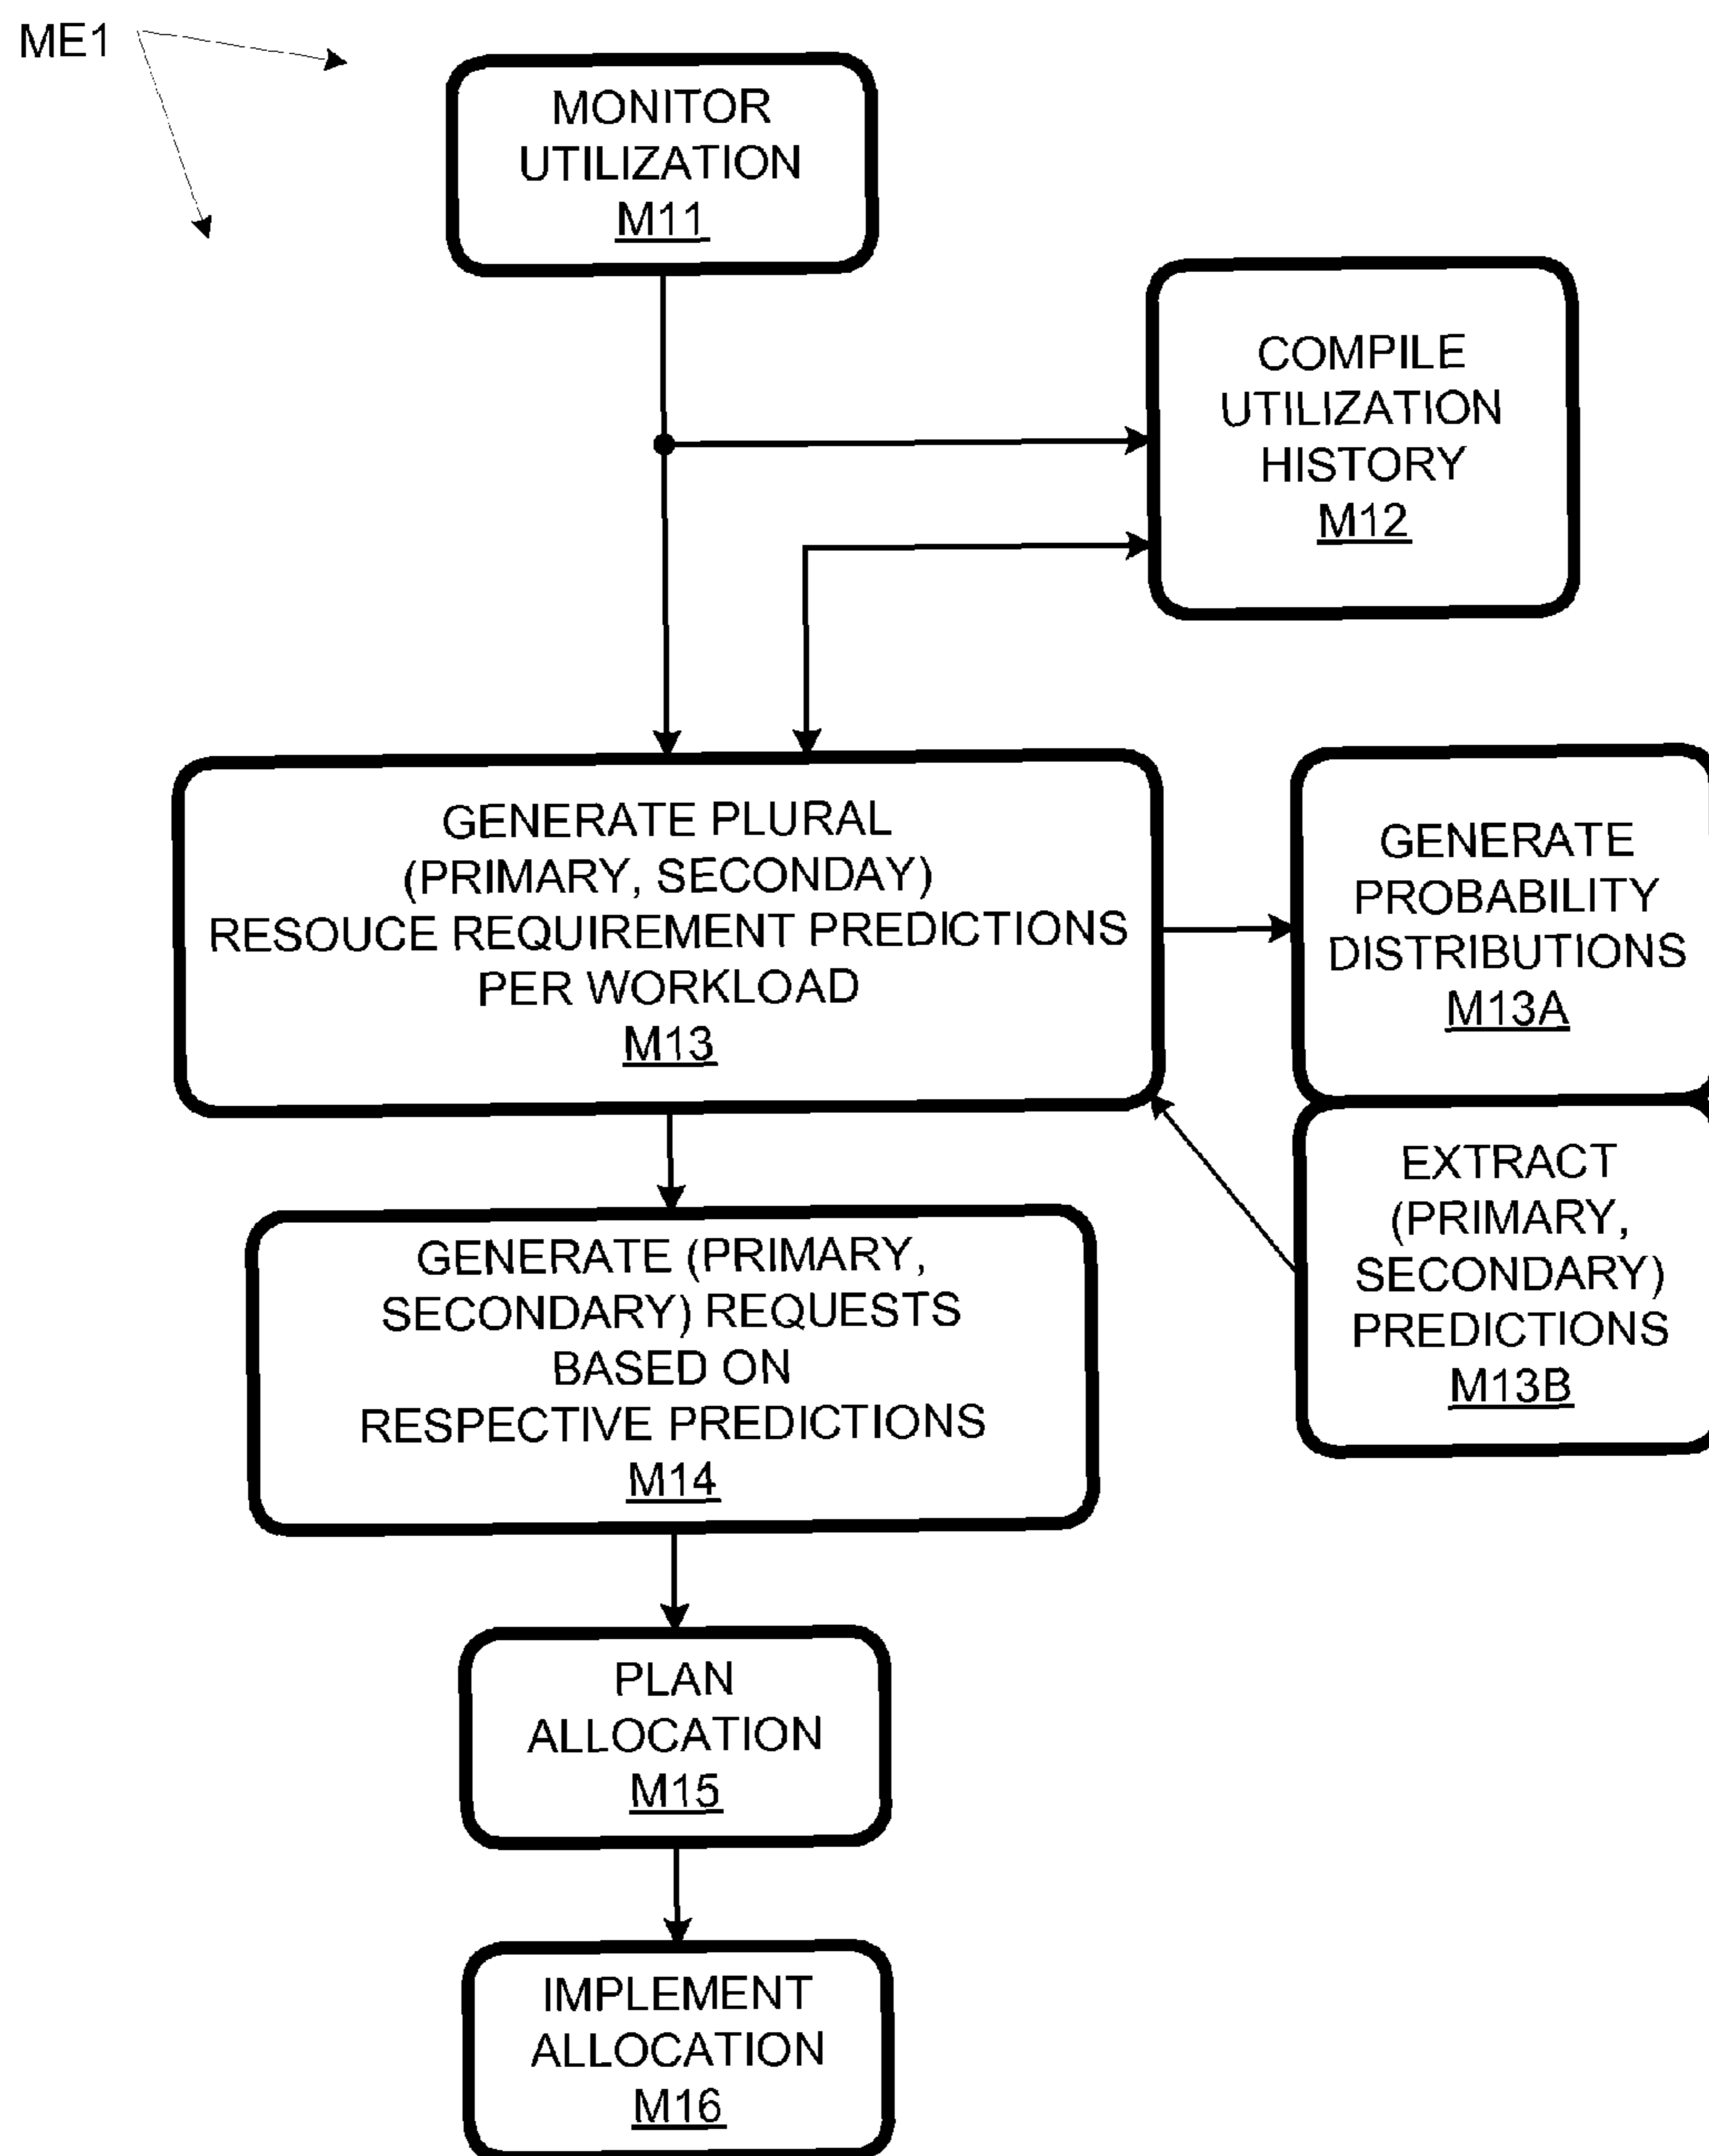 ME1
MONITOR
UTILIZATION
M11
COMPILE
UTILIZATION
HISTORY
M12
GENERATE PLURAL
(PRIMARY, SECONDAY)
RESOUCE REQUIREMENT PREDICTIONS
PER WORKLOAD
M13
GENERATE
PROBABILITY
DISTRIBUTIONS
M13A
EXTRACT
(PRIMARY,
SECONDARY)
PREDICTIONS
M13B
GENERATE (PRIMARY,
SECONDARY) REQUESTS
BASED ON
RESPECTIVE PREDICTIONS
M14
PLAN
ALLOCATION
M15
IMPLEMENT
ALLOCATION
M16